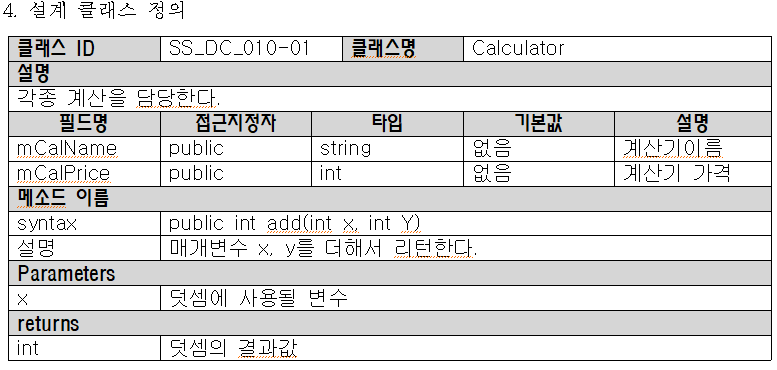 4. 설계 클래스 정의
클래스 ID SS_DC_010-01 클래스명 Calculator
설명
각종 계산을 담당한다.
필드명 접근지정자 타입 기본값 설명
mCalName public string 없음 계산기이름
mCalPrice public int 없음 계산기 가격
메소드 이름
syntax public int add(int x, int Y)
설명 매개변수 x, y를 더해서 리턴한다.
Parameters
x 덧셈에 사용될 변수
returns
int 덧셈의 결과값